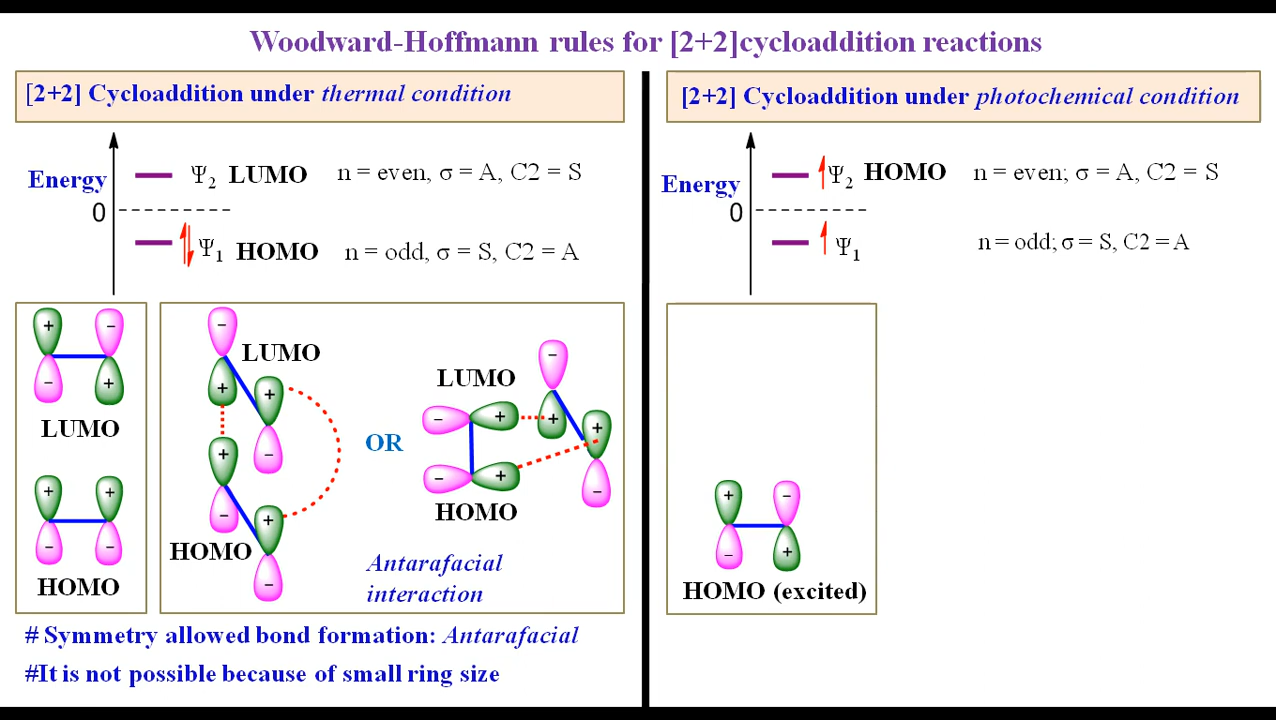 Woodward-Hoffmann rules for [2+2]cycloaddition reactions
[2+2] Cycloaddition under thermal condition
Energy
0
Ψ2 LUMO n = even, σ = A, C2 = S
Ψ1 HOMO n = odd, σ = S, C2 = A
+ -
- +
LUMO
+ +
- -
HOMO
-
LUMO
+ +
+ -
- +
HOMO
-
OR
LUMO
-
- + +
+
- +
-
HOMO
Antarafacial
interaction
# Symmetry allowed bond formation: Antarafacial
#It is not possible because of small ring size
[2+2] Cycloaddition under photochemical condition
Energy
0
Ψ2 HOMO n = even; σ = A, C2 = S
Ψ1 n = odd; σ = S, C2 = A
+ -
- +
HOMO (excited)